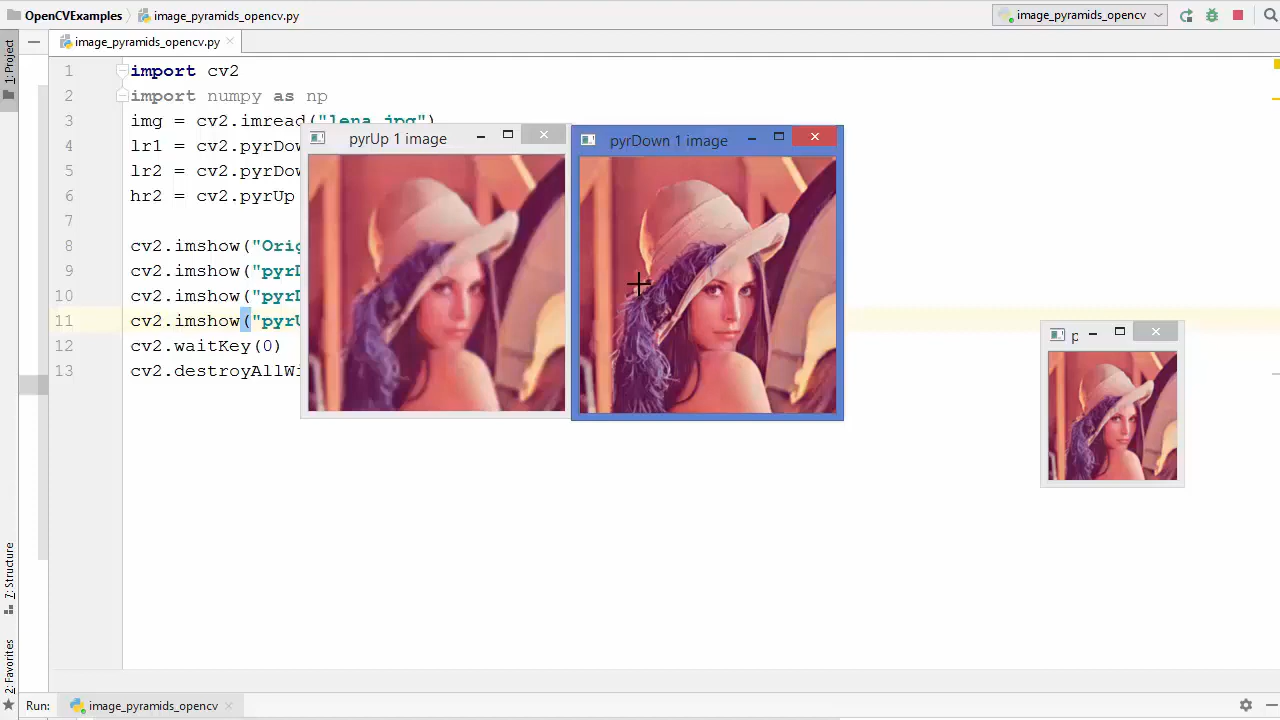 OpenCVExamples image_pyramids_opencv.py image_pyramids_opencv
image_pyramids_opencv.py
1: Project
1 import cv2
2 import numpy as np
3 img = cv2.imread("lena.jpg")
4 lr1 = cv2.pyrDow
5 lr2 = cv2.pyrDow
6 hr2 = cv2.pyrUp
7
8 cv2.imshow("Orig
9 cv2.imshow("pyrD
10 cv2.imshow("pyrD
11 cv2.imshow("pyrU
12 cv2.waitKey(0)
13 cv2.destroyAllWi
pyrUp 1 image
pyrDown 1 image
p
7: Structure
2: Favorites
Run: image_pyramids_opencv